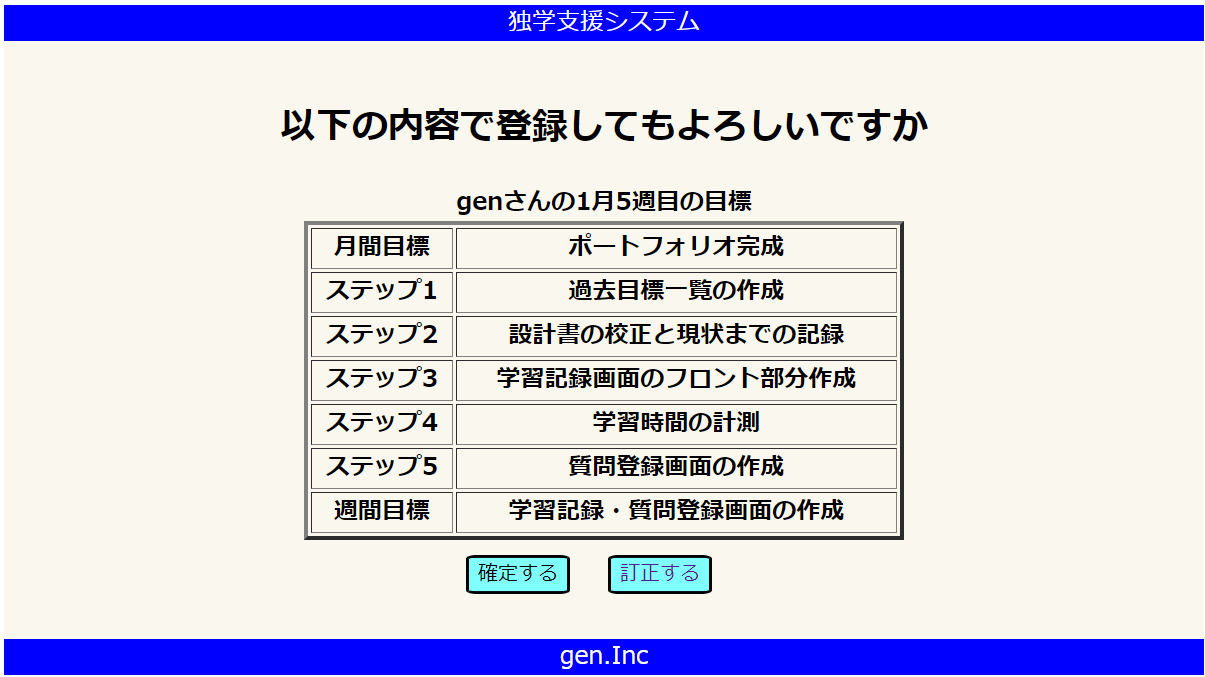 独学支援システム
以下の内容で登録してもよろしいですか
genさんの1月5週目の目標
月間目標 ポートフォリオ完成
ステップ1 過去目標一覧の作成
ステップ2 設計書の校正と現状までの記録
ステップ3 学習記録画面のフロント部分作成
ステップ4 学習時間の計測
ステップ5 質問登録画面の作成
週間目標 学習記録・質問登録画面の作成
確定する 訂正する
gen.Inc